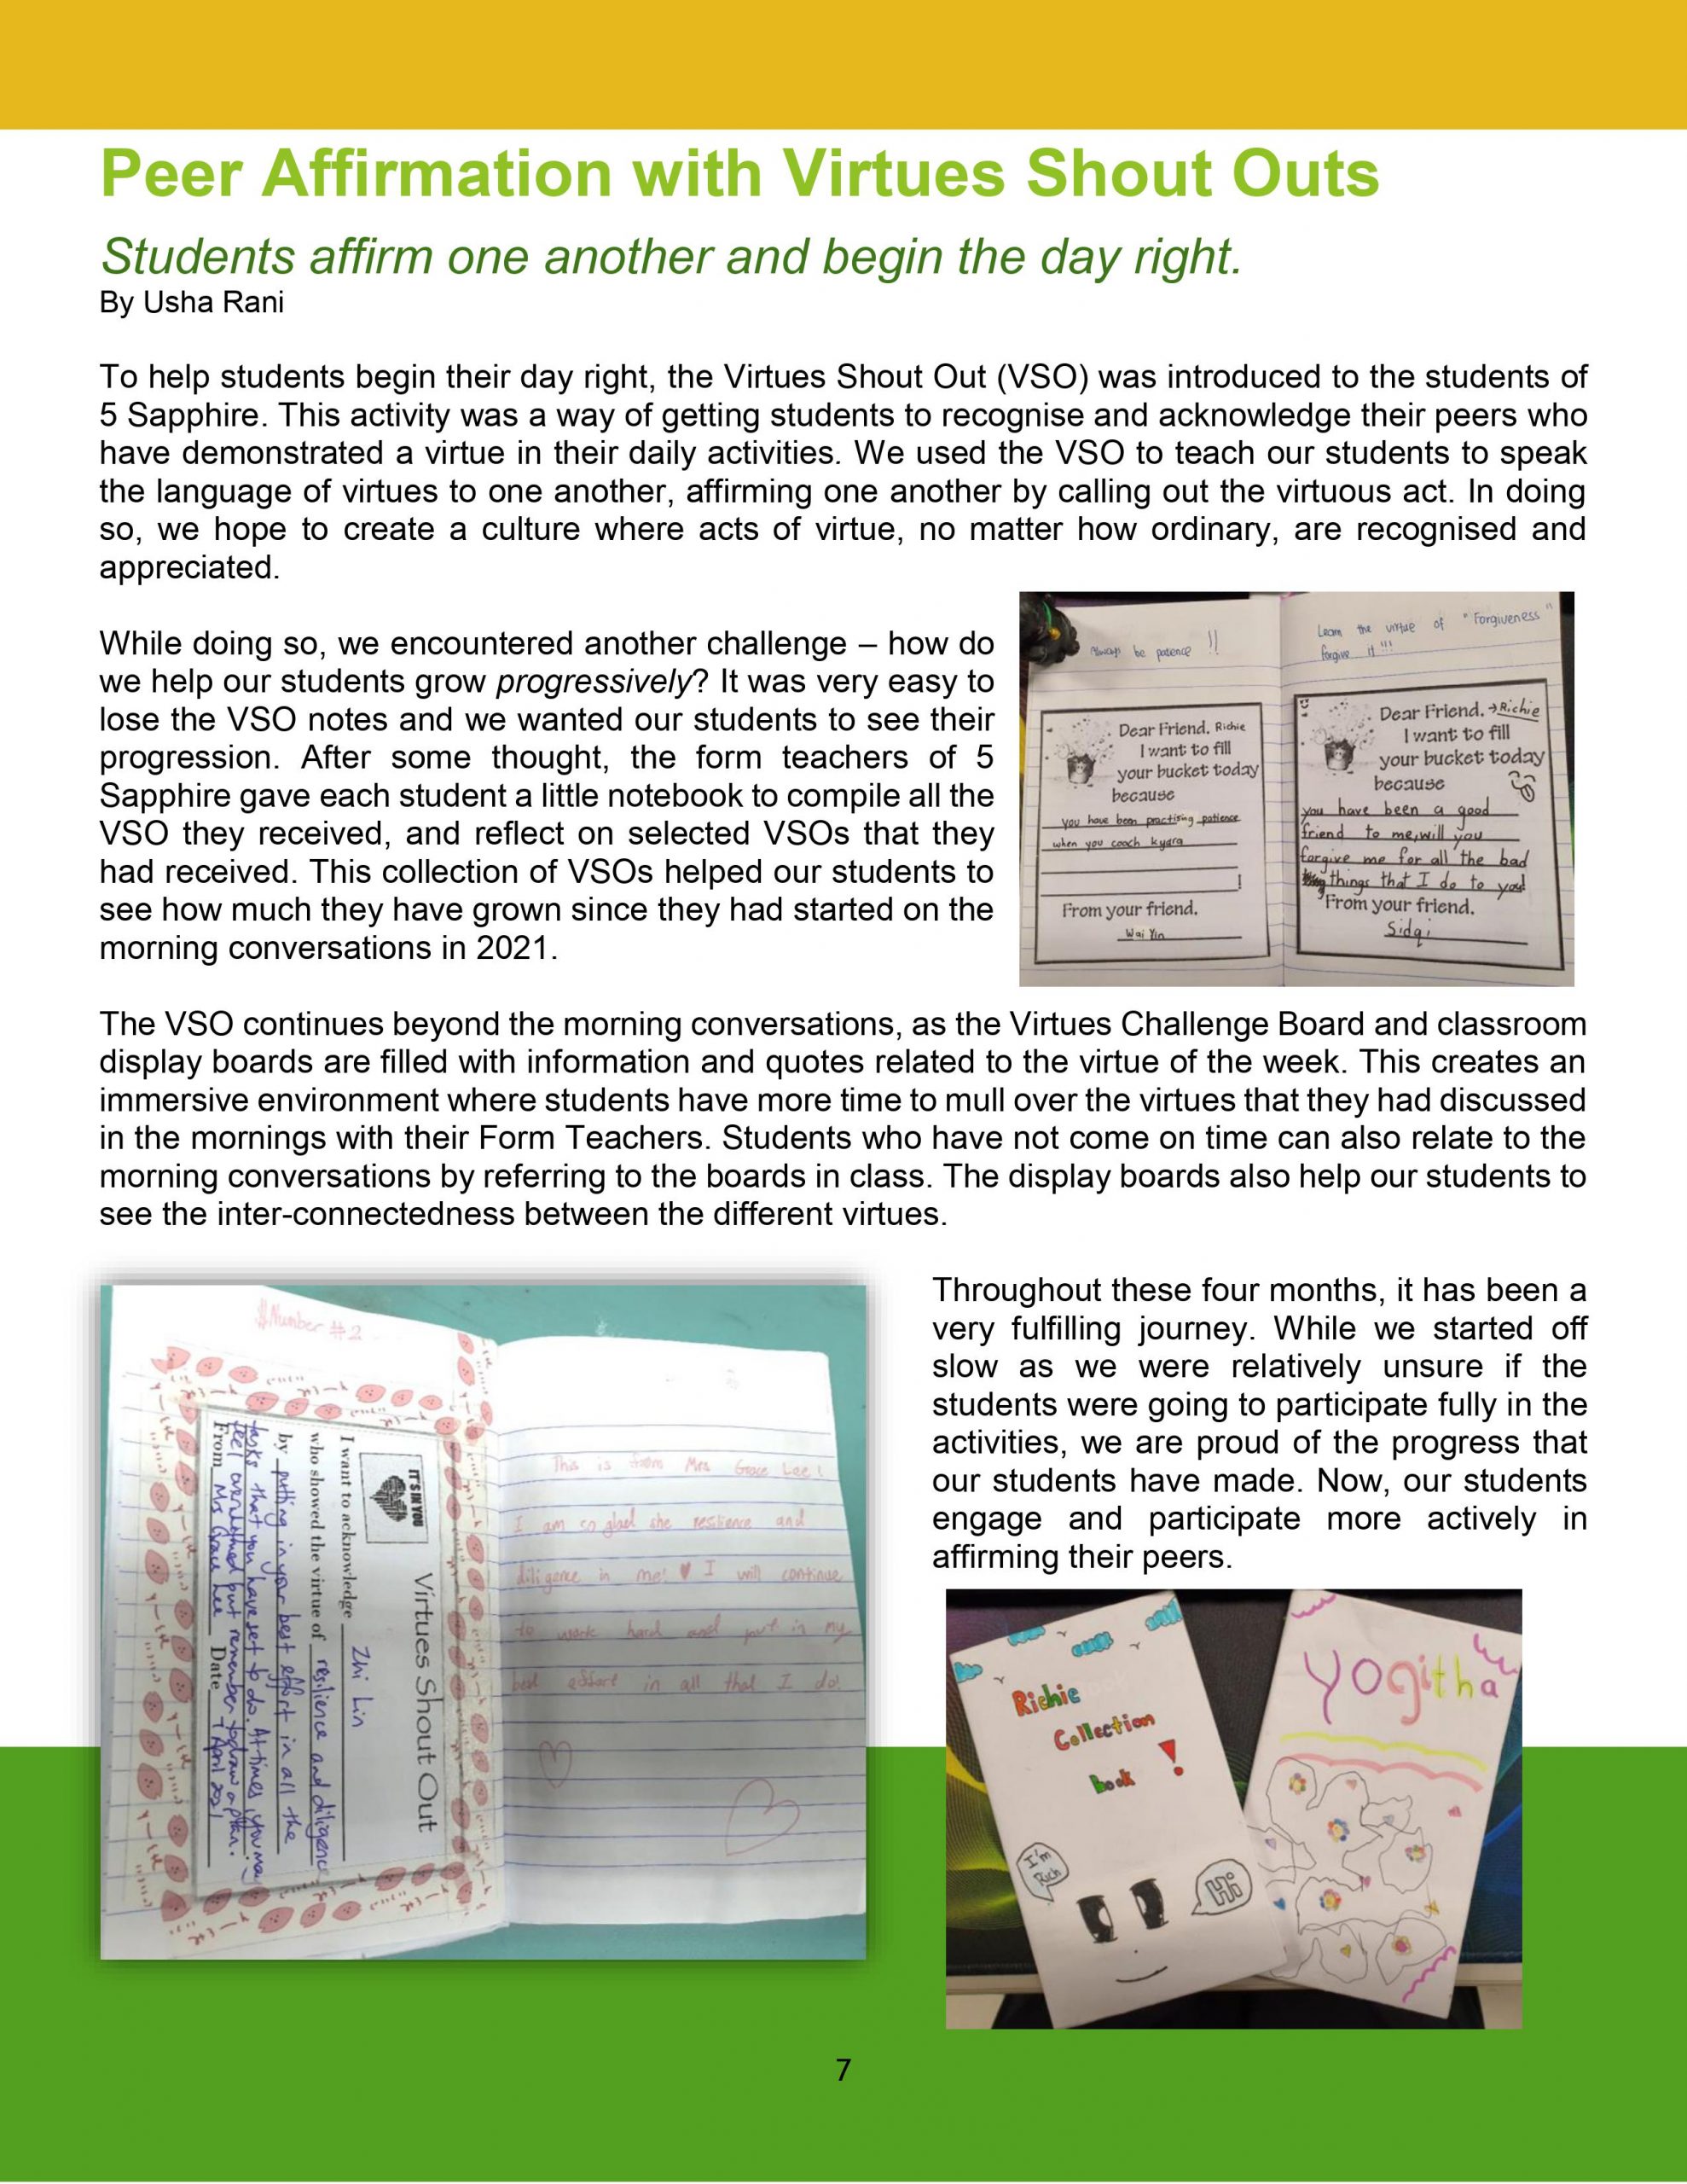 Peer Affirmation with Virtues Shout Outs
Students affirm one another and begin the day right.
By Usha Rani
To help students begin their day right, the Virtues Shout Out (VSO) was introduced to the students of
5 Sapphire. This activity was a way of getting students to recognise and acknowledge their peers who
have demonstrated a virtue in their daily activities. We used the VSO to teach our students to speak
the language of virtues to one another, affirming one another by calling out the virtuous act. In doing
so, we hope to create a culture where acts of virtue, no matter how ordinary, are recognised and
appreciated.
While doing so, we encountered another challenge – how do
we help our students grow progressively? It was very easy to
lose the VSO notes and we wanted our students to see their
progression. After some thought, the form teachers of 5
Sapphire gave each student a little notebook to compile all the
VSO they received, and reflect on selected VSOs that they
had received. This collection of VSOs helped our students to
see how much they have grown since they had started on the
morning conversations in 2021.
Always be patence !!
Dear Friend, Richie
I want to fill
your bucket today
because
you have been practising patience
when you coach kyara
From your friend,
Wai Yin
Learn the virtue of "Forgiveness"
forgive it !!!
Dear Friend, →Richie
I want to fill
your bucket today
because
you have been a good
friend to me, will you
forgive me for all the bad
things that I do to you!
From your friend,
Sidqi
The VSO continues beyond the morning conversations, as the Virtues Challenge Board and classroom
display boards are filled with information and quotes related to the virtue of the week. This creates an
immersive environment where students have more time to mull over the virtues that they had discussed
in the mornings with their Form Teachers. Students who have not come on time can also relate to the
morning conversations by referring to the boards in class. The display boards also help our students to
see the inter-connectedness between the different virtues.
Number #2
IT'S IN YOU
Virtues Shout Out
I want to acknowledge Zhi Lin
who showed the virtue of resilience and diligence
by putting in your best effort in all the
tasks that you have set to do. At times you may
feel overwhelmed but remember to draw a plan.
From Mrs Grace Lee Date 7 April 2021
This is from Mrs Grace Lee!
I am so glad she resilience and
diligence in me! ♥ I will continue
to work hard and put in my
best effort in all that I do!
Throughout these four months, it has been a
very fulfilling journey. While we started off
slow as we were relatively unsure if the
students were going to participate fully in the
activities, we are proud of the progress that
our students have made. Now, our students
engage and participate more actively in
affirming their peers.
Richie
Collection
Book !
I'm
Rich
Hi
Yogitha
7